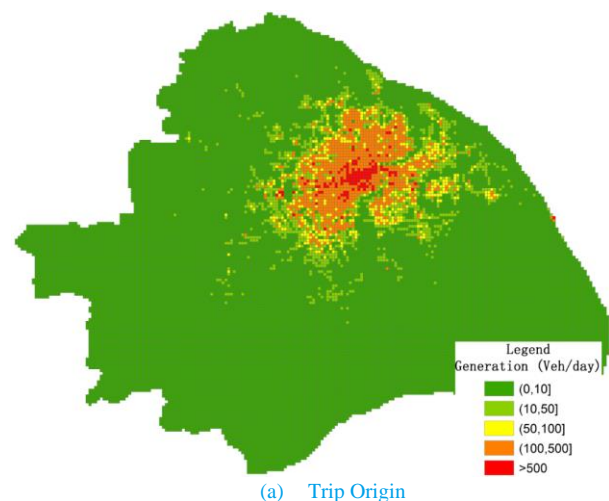 Legend
Generation (Veh/day)
(0,10]
(10,50]
(50,100]
(100,500]
>500
(a) Trip Origin